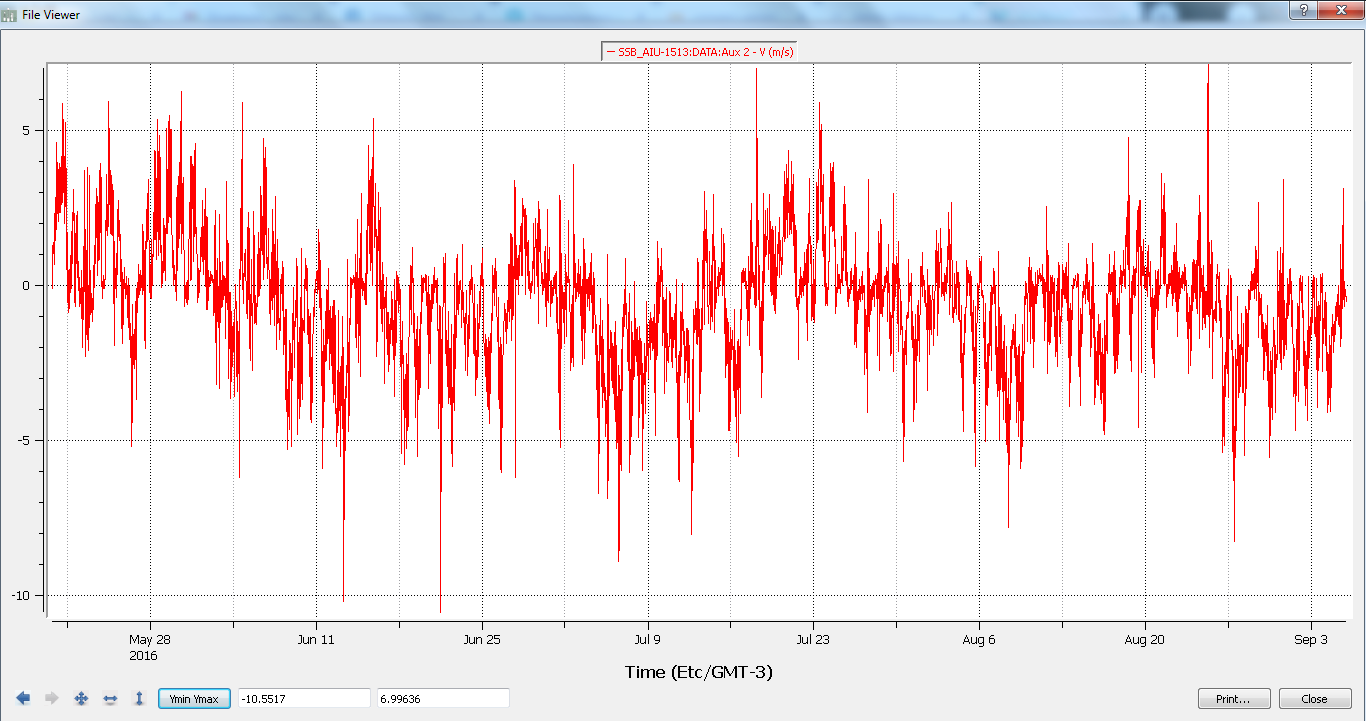 File Viewer
SSB_AIU-1513:DATA:Aux 2 - V (m/s)
5
0
-5
-10
May 28 Jun 11 Jun 25 Jul 9 Jul 23 Aug 6 Aug 20 Sep 3
2016
Time (Etc/GMT-3)
Ymin Ymax -10.5517 6.99636 Print... Close